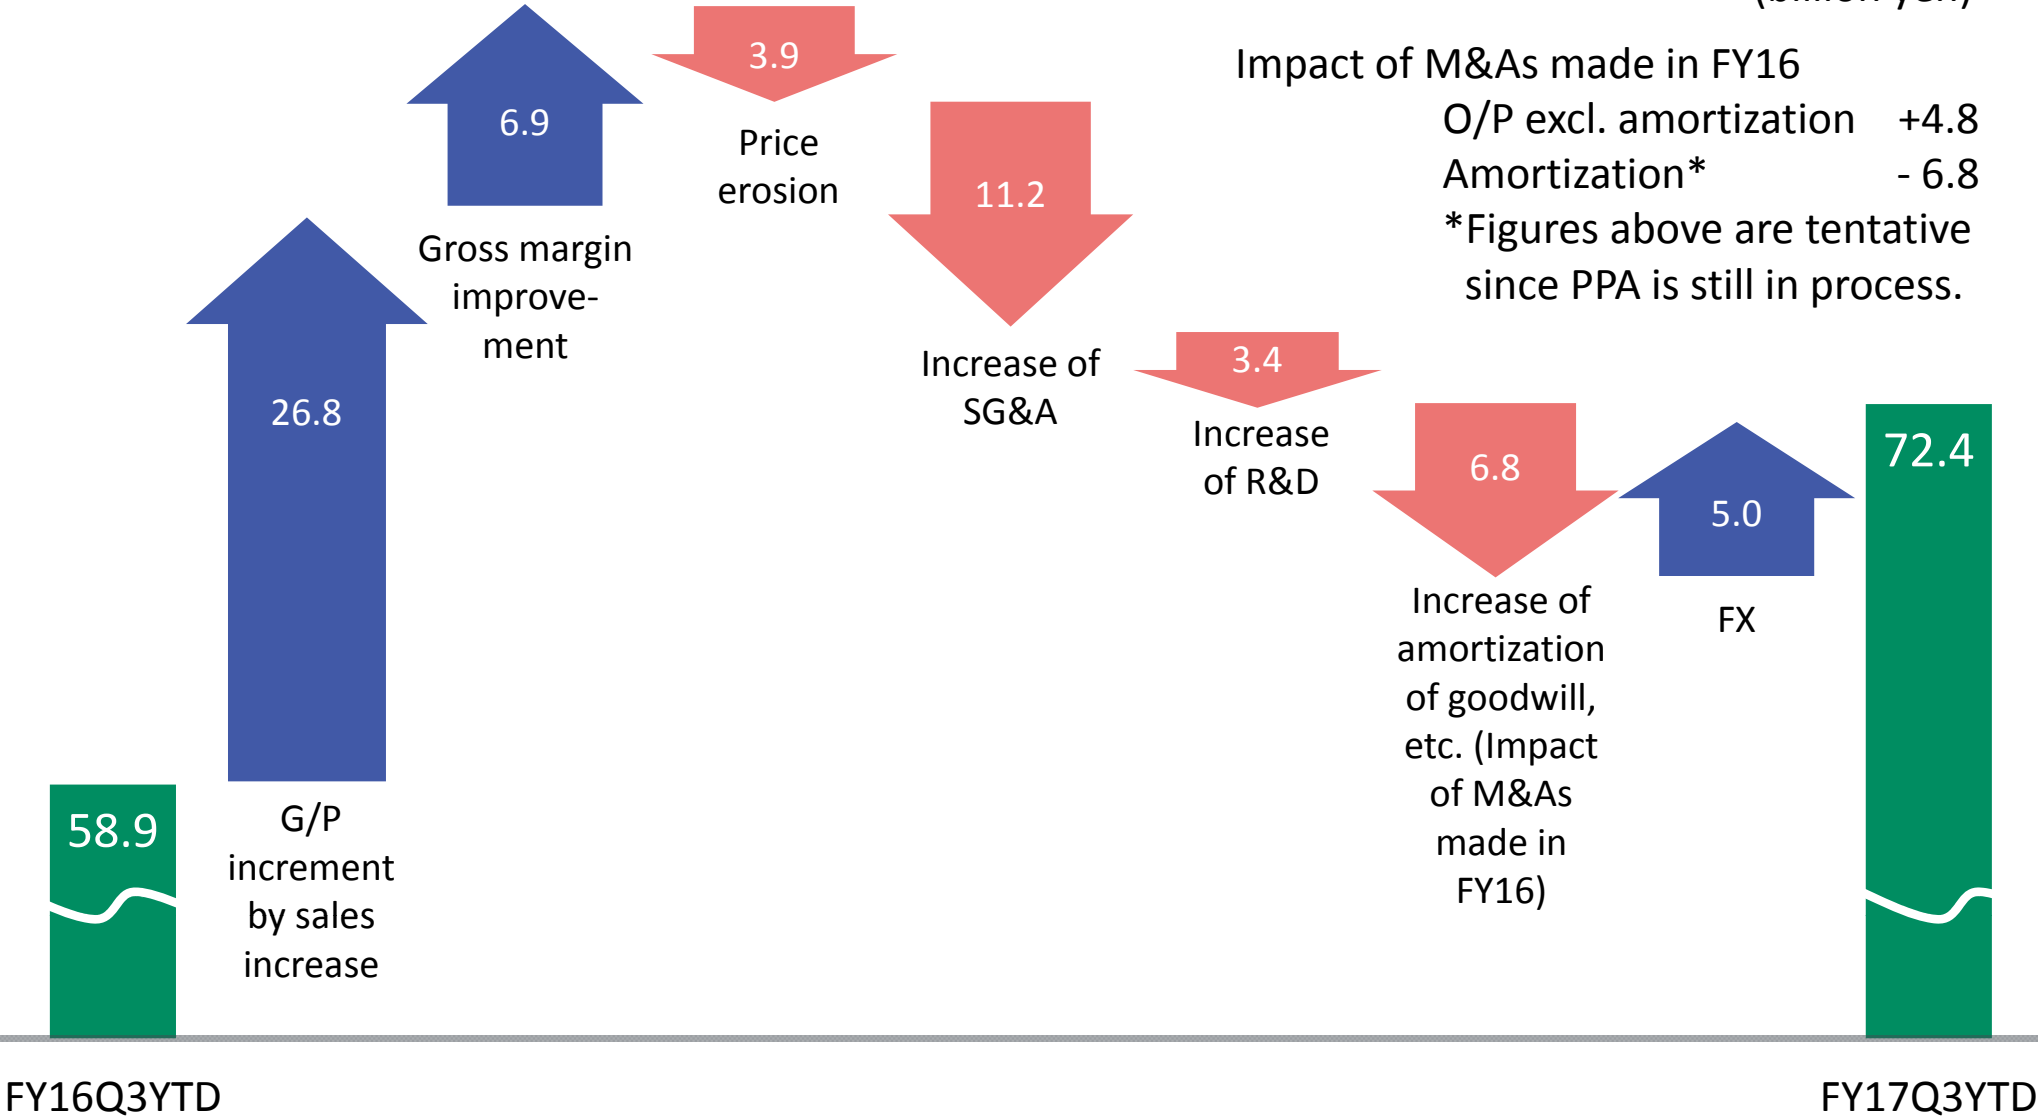 (billion yen)
Impact of M&As made in FY16
O/P excl. amortization +4.8
Amortization* - 6.8
*Figures above are tentative
since PPA is still in process.
58.9
26.8
G/P
increment
by sales
increase
6.9
Gross margin
improve-
ment
3.9
Price
erosion
11.2
Increase of
SG&A
3.4
Increase
of R&D
6.8
Increase of
amortization
of goodwill,
etc. (Impact
of M&As
made in
FY16)
5.0
FX
72.4
FY16Q3YTD
FY17Q3YTD